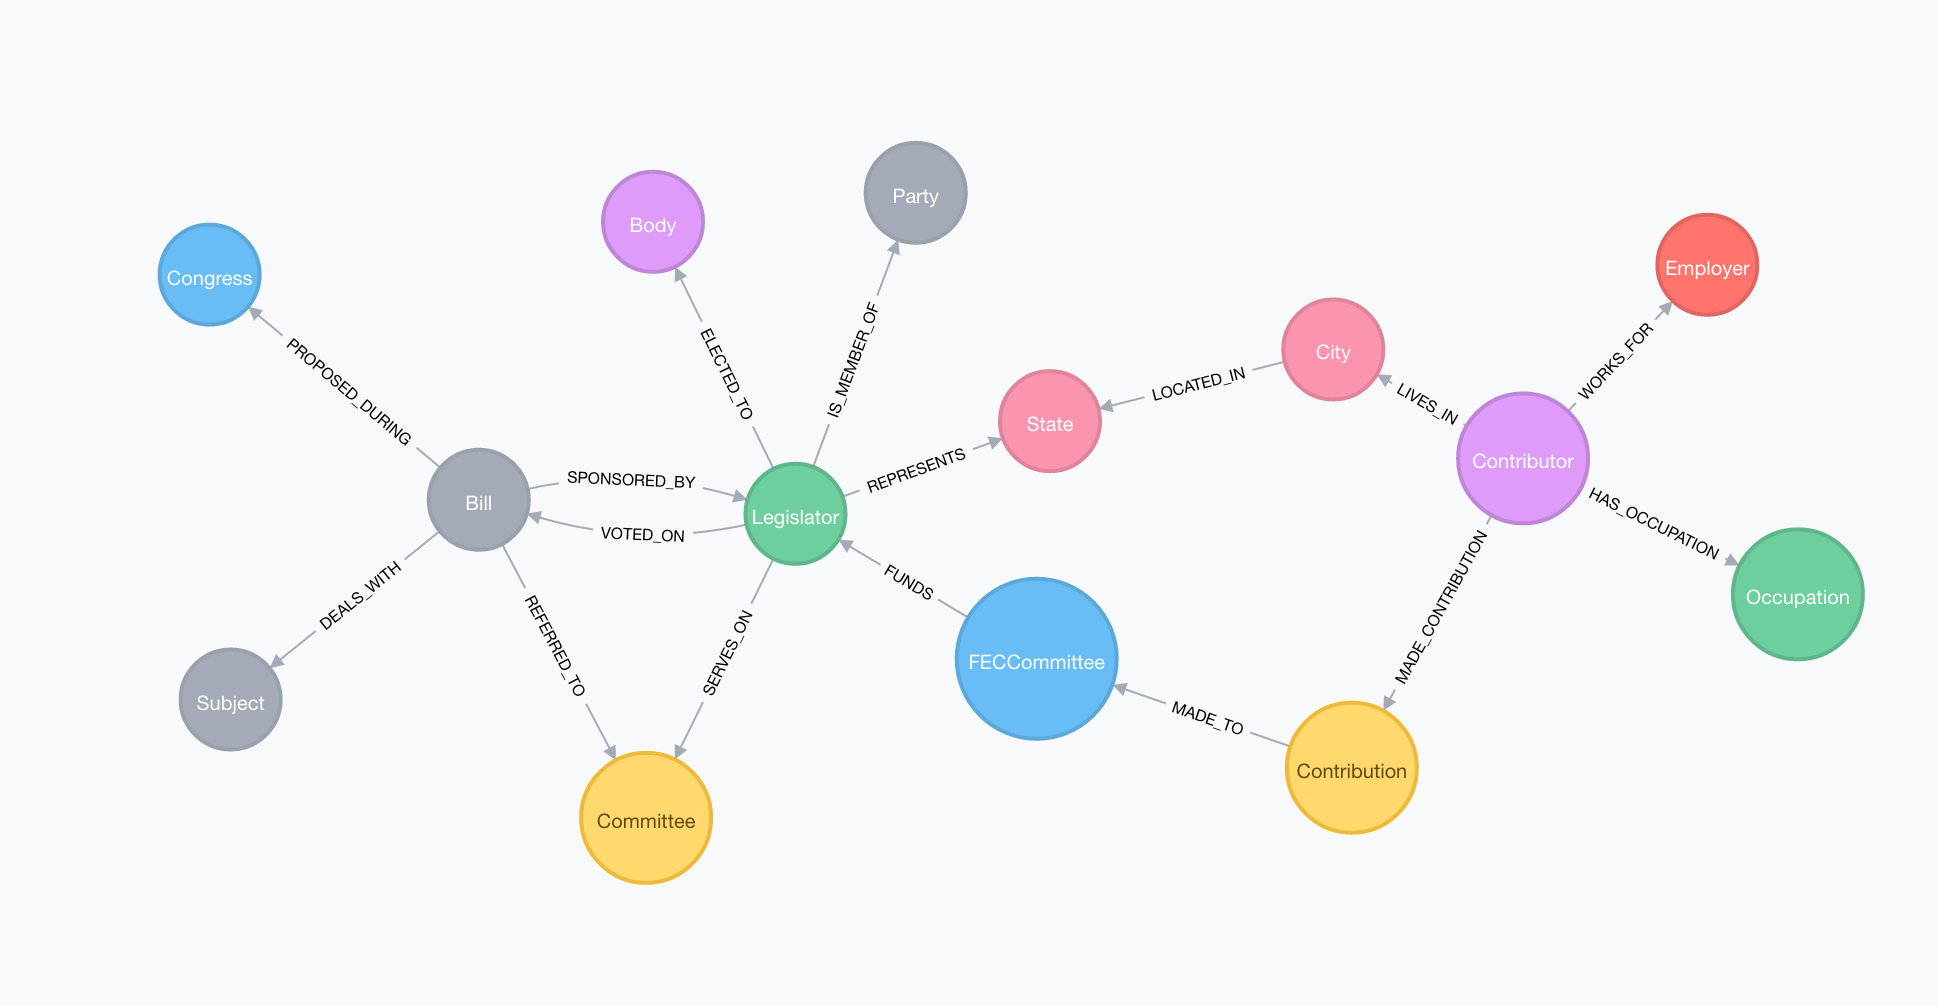 Party
Body
Employer
Congress
City
IS_MEMBER_OF
WORKS_FOR
ELECTED_TO
LOCATED_IN
PROPOSED_DURING
LIVES_IN
State
Contributor
REPRESENTS
SPONSORED_BY
Bill
Legislator
VOTED_ON
HAS_OCCUPATION
FUNDS
DEALS_WITH
Occupation
MADE_CONTRIBUTION
REFERRED_TO
SERVES_ON
FECCommittee
Subject
MADE_TO
Contribution
Committee